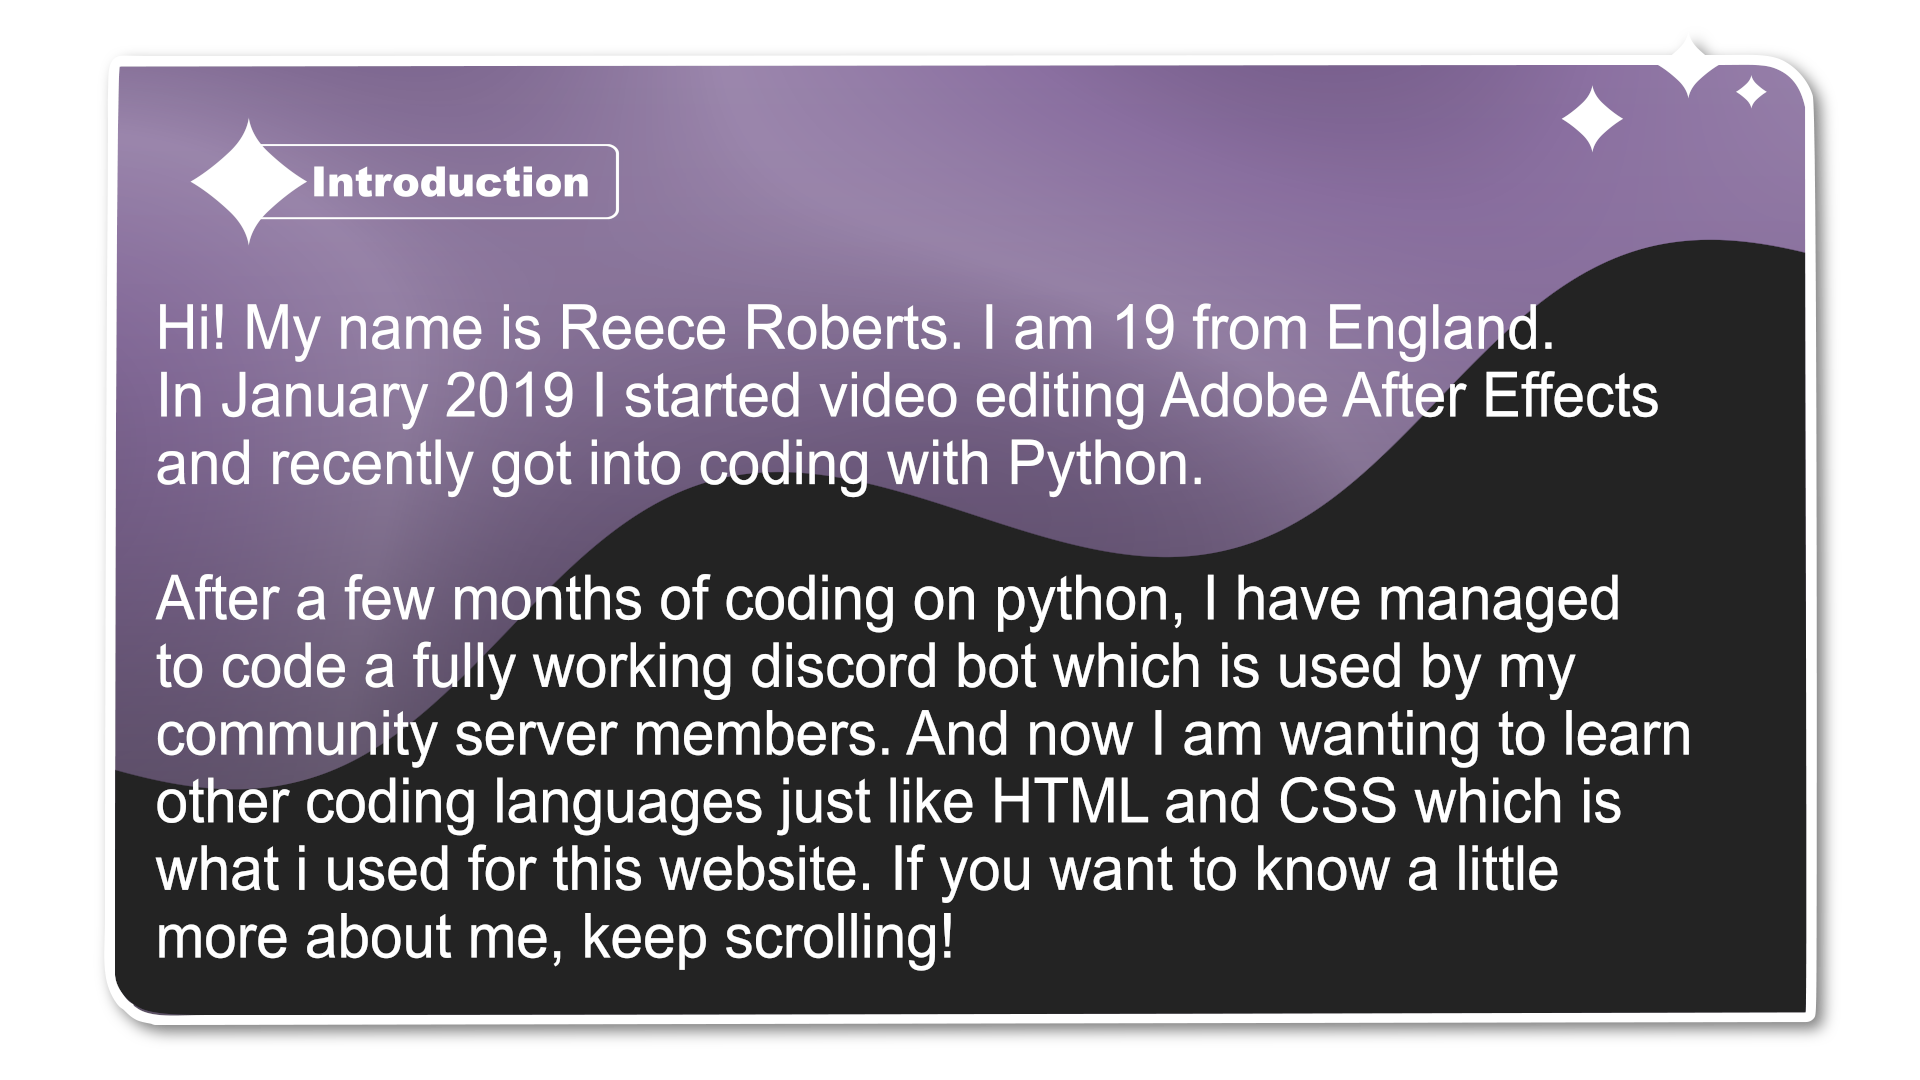 Introduction
Hi! My name is Reece Roberts. I am 19 from England.
In January 2019 I started video editing Adobe After Effects
and recently got into coding with Python.
After a few months of coding on python, I have managed
to code a fully working discord bot which is used by my
community server members. And now I am wanting to learn
other coding languages just like HTML and CSS which is
what i used for this website. If you want to know a little
more about me, keep scrolling!